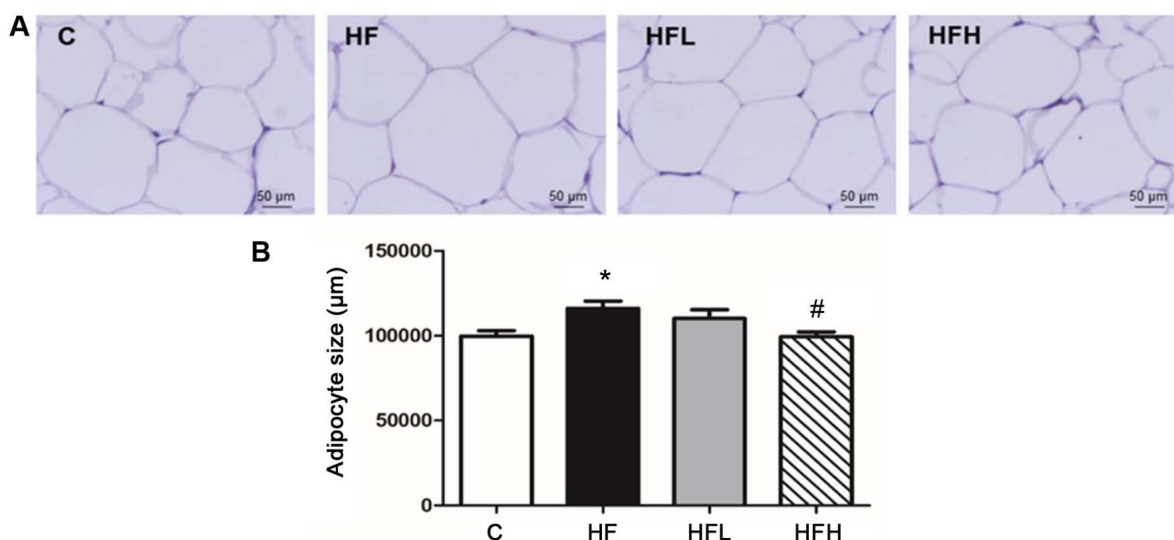 A
C
HF
HFL
HFH
50 µm
50 µm
50 µm
50 µm
B
Adipocyte size (µm)
150000
100000
50000
0
*
#
C
HF
HFL
HFH